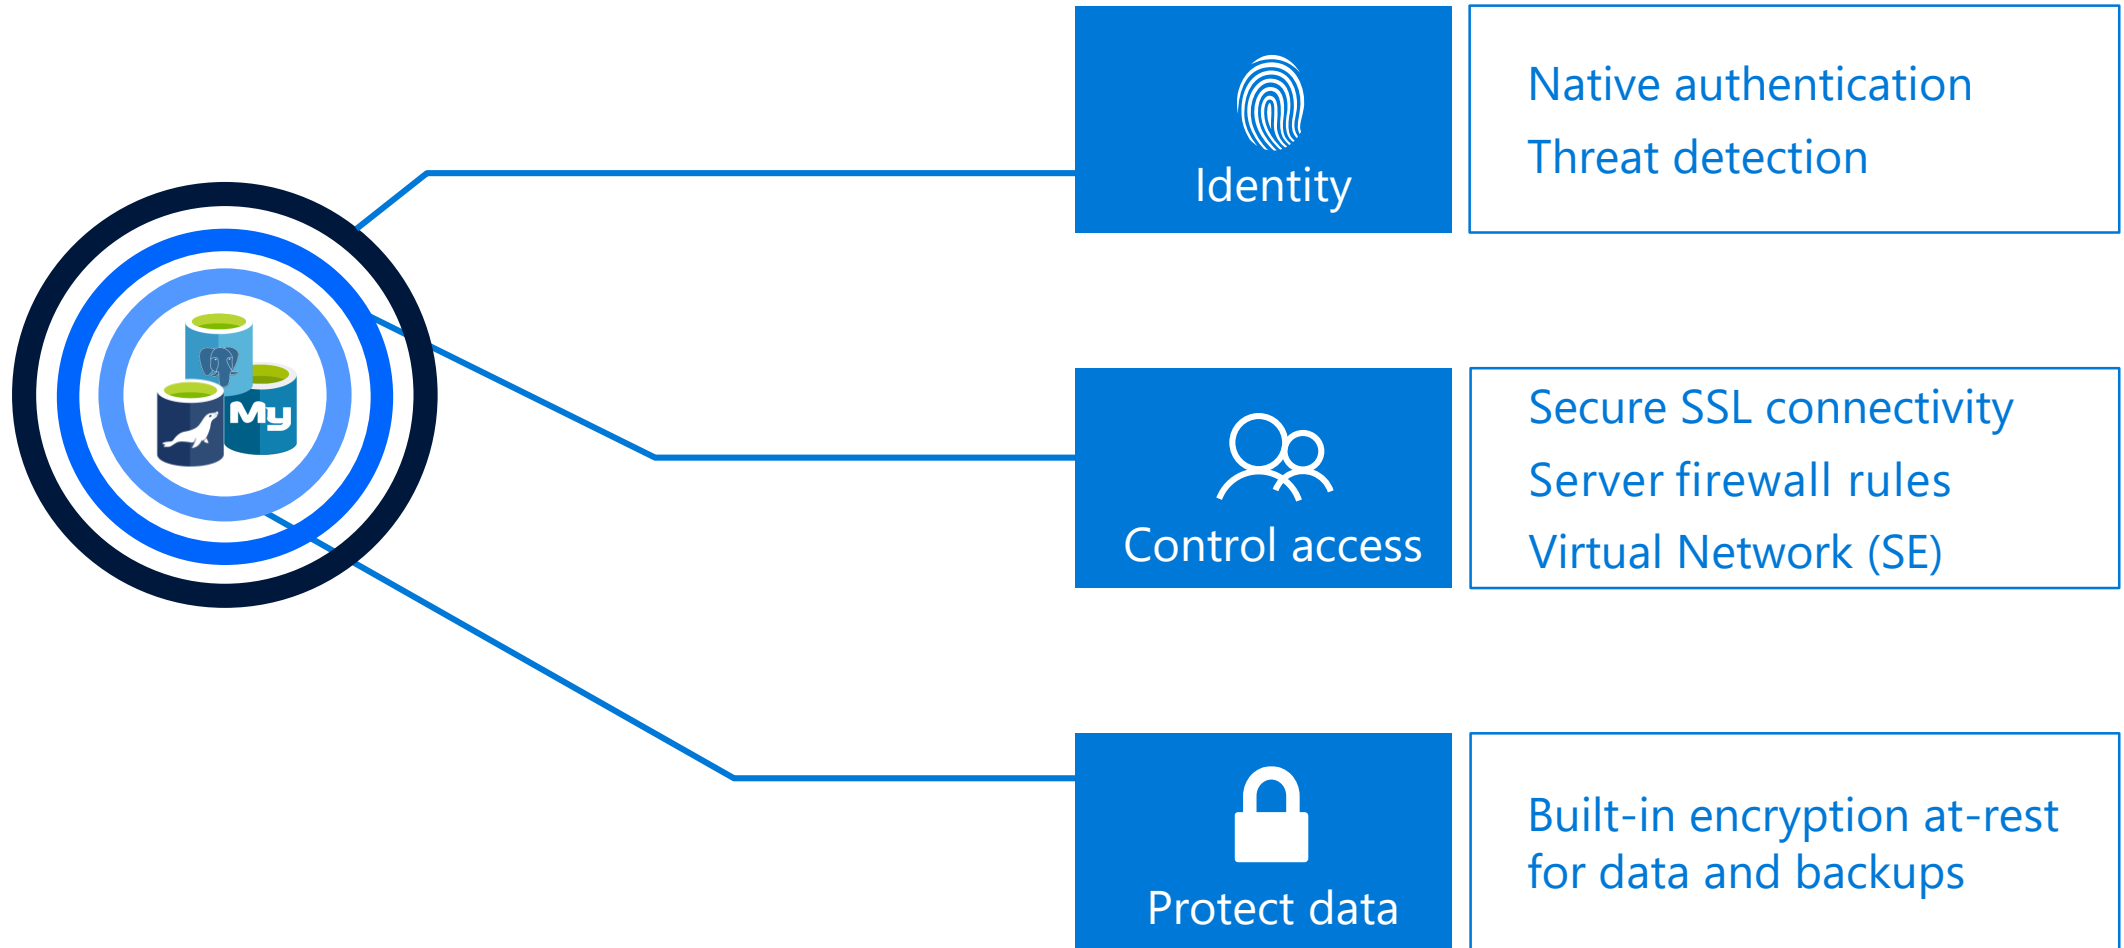 Identity
Native authentication
Threat detection
My
Control access
Secure SSL connectivity
Server firewall rules
Virtual Network (SE)
Protect data
Built-in encryption at-rest
for data and backups